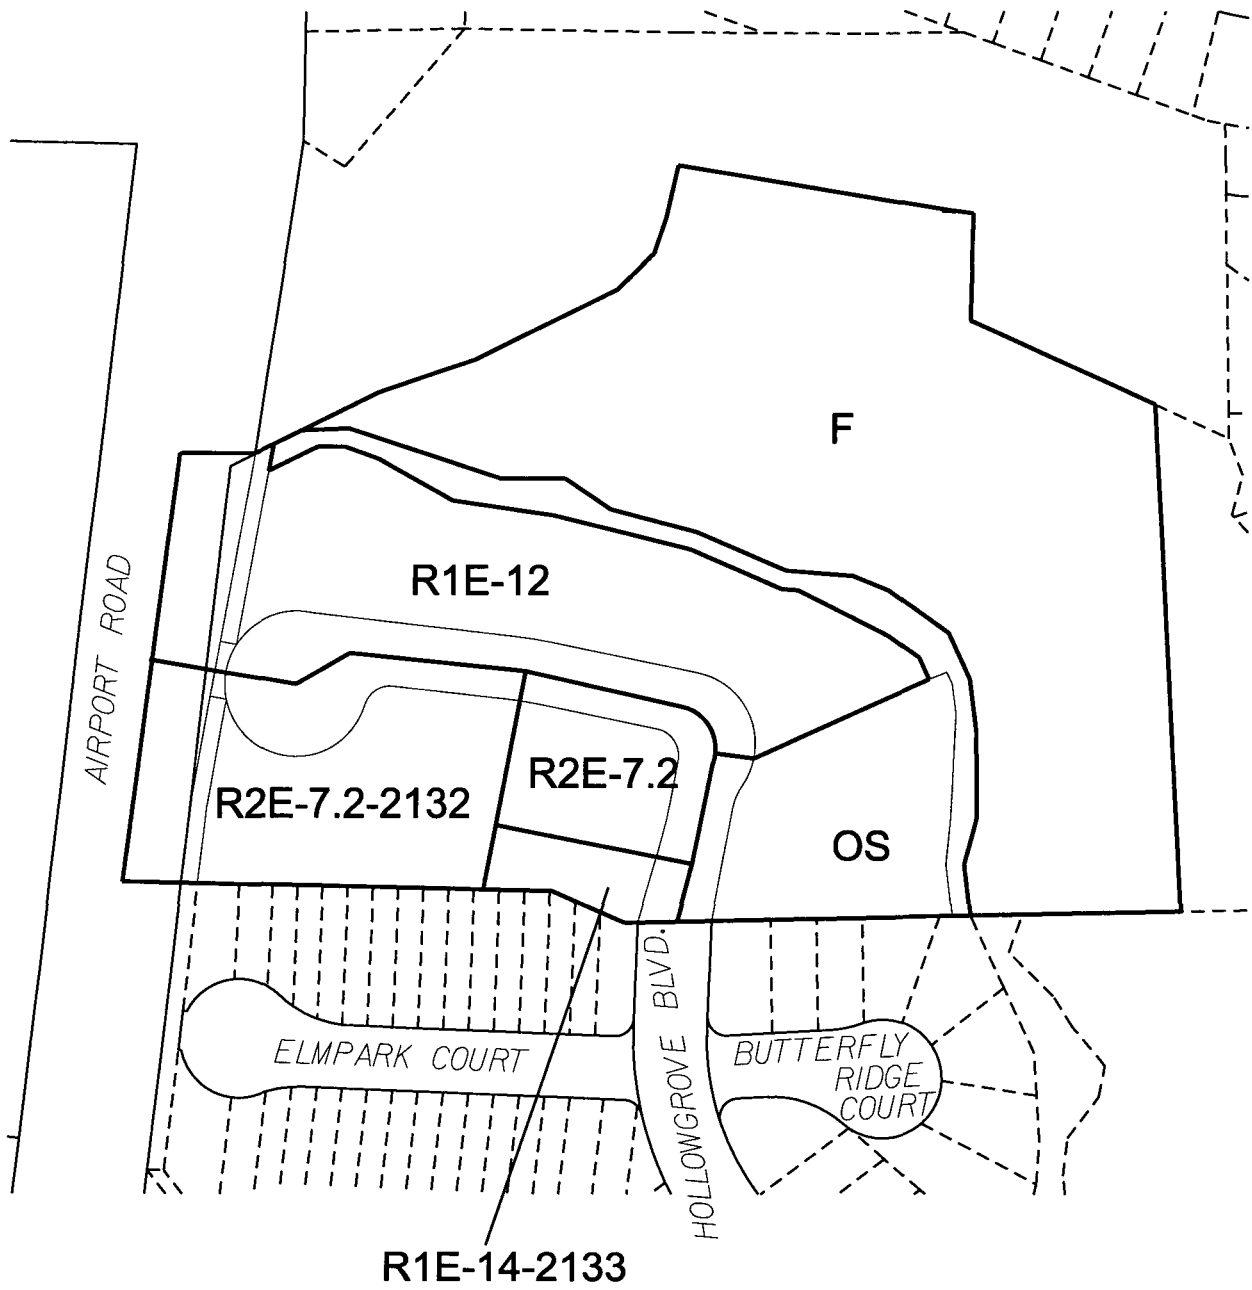 F
R1E-12
AIRPORT ROAD
R2E-7.2
R2E-7.2-2132
OS
HOLLOWGROVE BLVD.
ELMPARK COURT
BUTTERFLY
RIDGE
COURT
R1E-14-2133